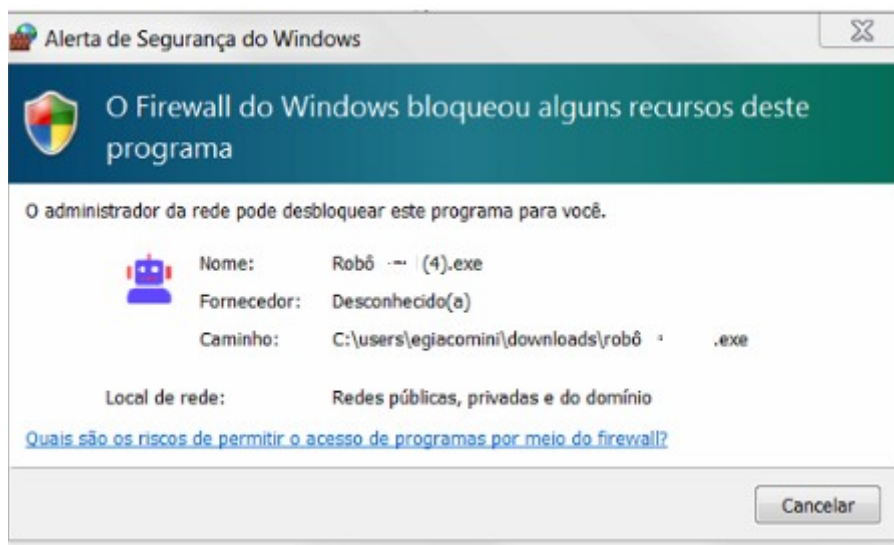 Alerta de Segurança do Windows
O Firewall do Windows bloqueou alguns recursos deste
programa
O administrador da rede pode desbloquear este programa para você.
Nome: Robô (4).exe
Fornecedor: Desconhecido(a)
Caminho: C:\users\egiacomini\downloads\robô .exe
Local de rede: Redes públicas, privadas e do domínio
Quais são os riscos de permitir o acesso de programas por meio do firewall?
Cancelar